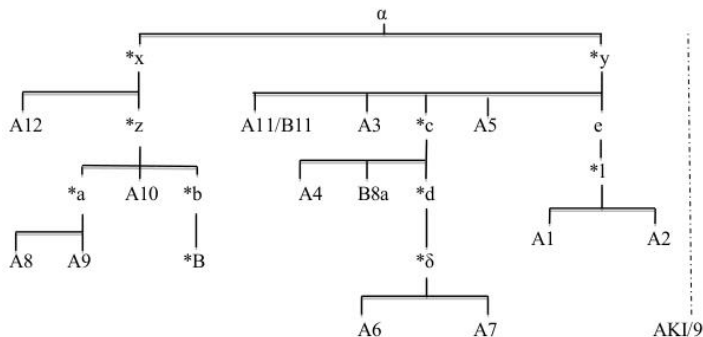 α
*x *y
A12 *z A11/B11 A3 *c A5 e
*a A10 *b A4 B8a *d *1
A8 A9 *B *δ A1 A2
A6 A7 AKI/9